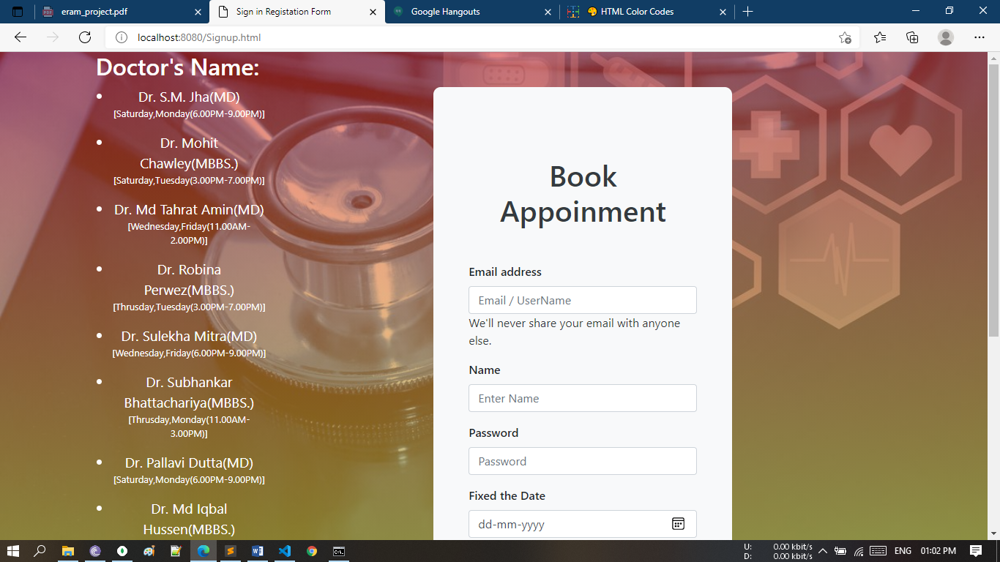 eram_project.pdf
Sign in Registation Form
Google Hangouts
HTML Color Codes
localhost:8080/Signup.html
Doctor's Name:
Dr. S.M. Jha(MD)
[Saturday,Monday(6.00PM-9.00PM)]
Dr. Mohit
Chawley(MBBS.)
[Saturday,Tuesday(3.00PM-7.00PM)]
Dr. Md Tahrat Amin(MD)
[Wednesday,Friday(11.00AM-
2.00PM)]
Dr. Robina
Perwez(MBBS.)
[Thrusday,Tuesday(3.00PM-7.00PM)]
Dr. Sulekha Mitra(MD)
[Wednesday,Friday(6.00PM-9.00PM)]
Dr. Subhankar
Bhattachariya(MBBS.)
[Thrusday,Monday(11.00AM-
3.00PM)]
Dr. Pallavi Dutta(MD)
[Saturday,Monday(6.00PM-9.00PM)]
Dr. Md Iqbal
Hussen(MBBS.)
Book
Appoinment
Email address
Email / UserName
We'll never share your email with anyone
else.
Name
Enter Name
Password
Password
Fixed the Date
dd-mm-yyyy
U: 0.00 kbit/s
D: 0.00 kbit/s
ENG 01:02 PM